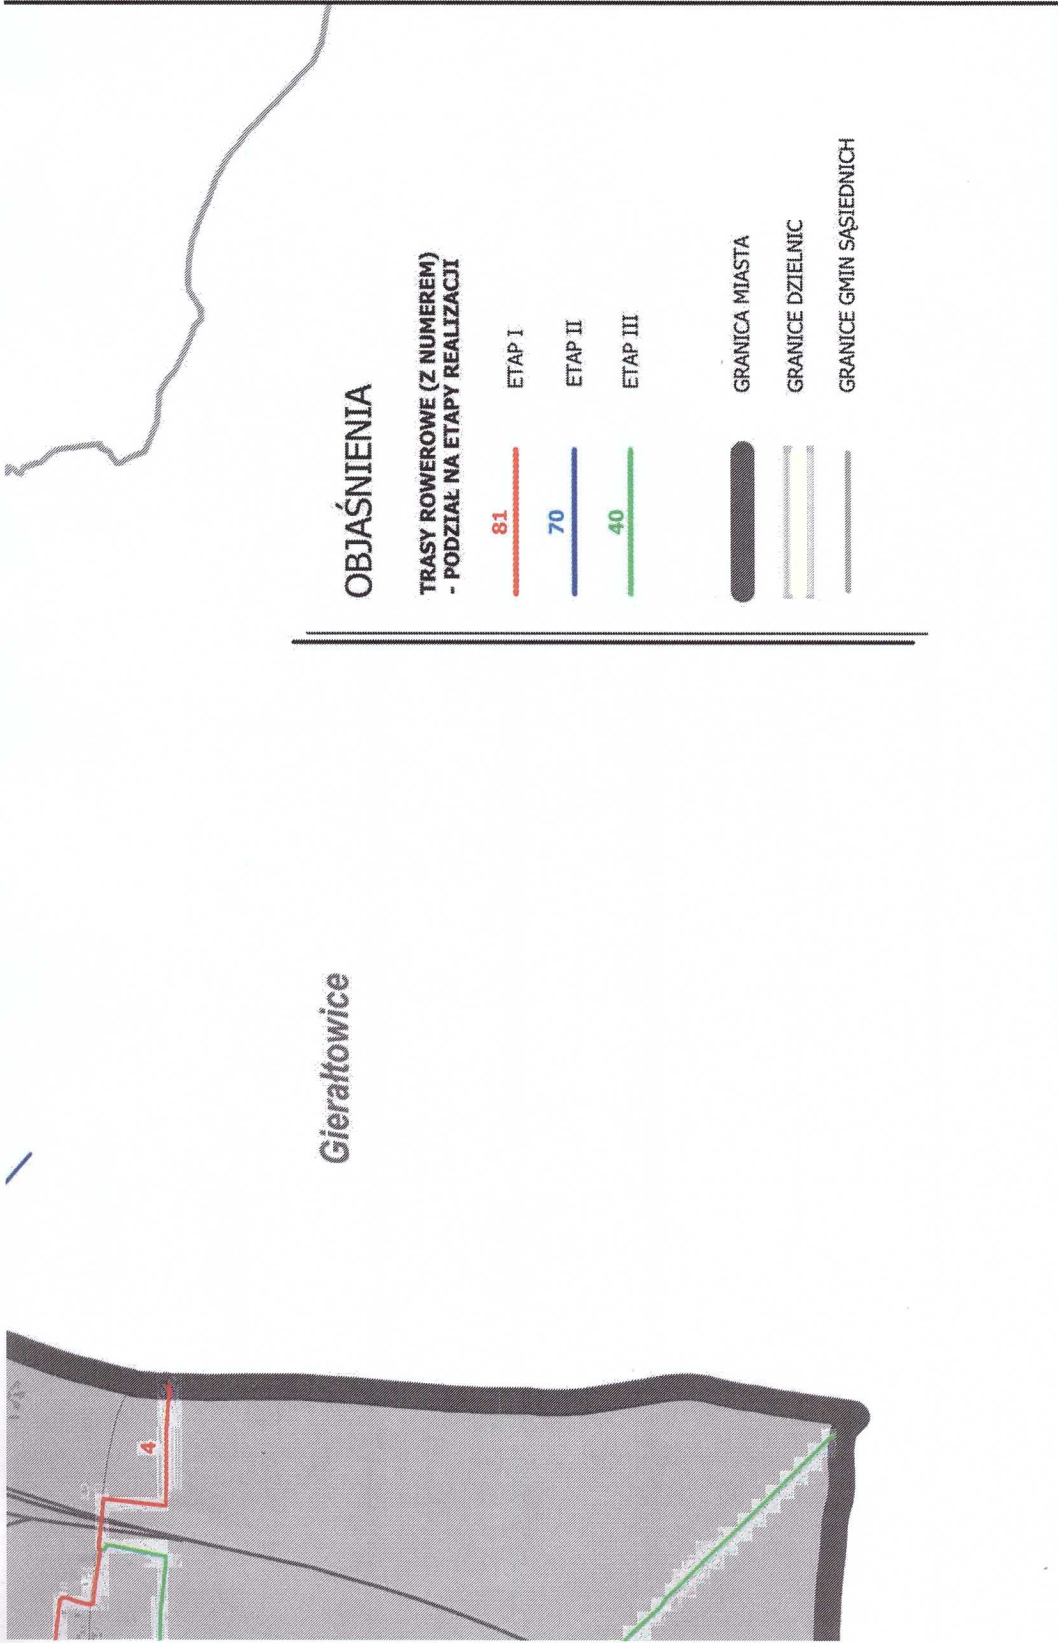 OBJAŚNIENIA
TRASY ROWEROWE (Z NUMEREM)
- PODZIAŁ NA ETAPY REALIZACJI
81 ETAP I
70 ETAP II
40 ETAP III
GRANICA MIASTA
GRANICE DZIELNIC
GRANICE GMIN SĄSIEDNICH
Gierałtowice
4